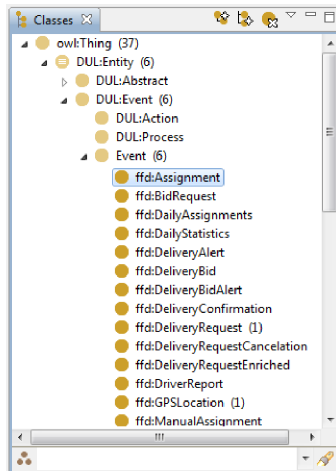 Classes
owl:Thing (37)
DUL:Entity (6)
DUL:Abstract
DUL:Event (6)
DUL:Action
DUL:Process
Event (6)
ffd:Assignment
ffd:BidRequest
ffd:DailyAssignments
ffd:DailyStatistics
ffd:DeliveryAlert
ffd:DeliveryBid
ffd:DeliveryBidAlert
ffd:DeliveryConfirmation
ffd:DeliveryRequest (1)
ffd:DeliveryRequestCancelation
ffd:DeliveryRequestEnriched
ffd:DriverReport
ffd:GPSLocation (1)
ffd:ManualAssignment